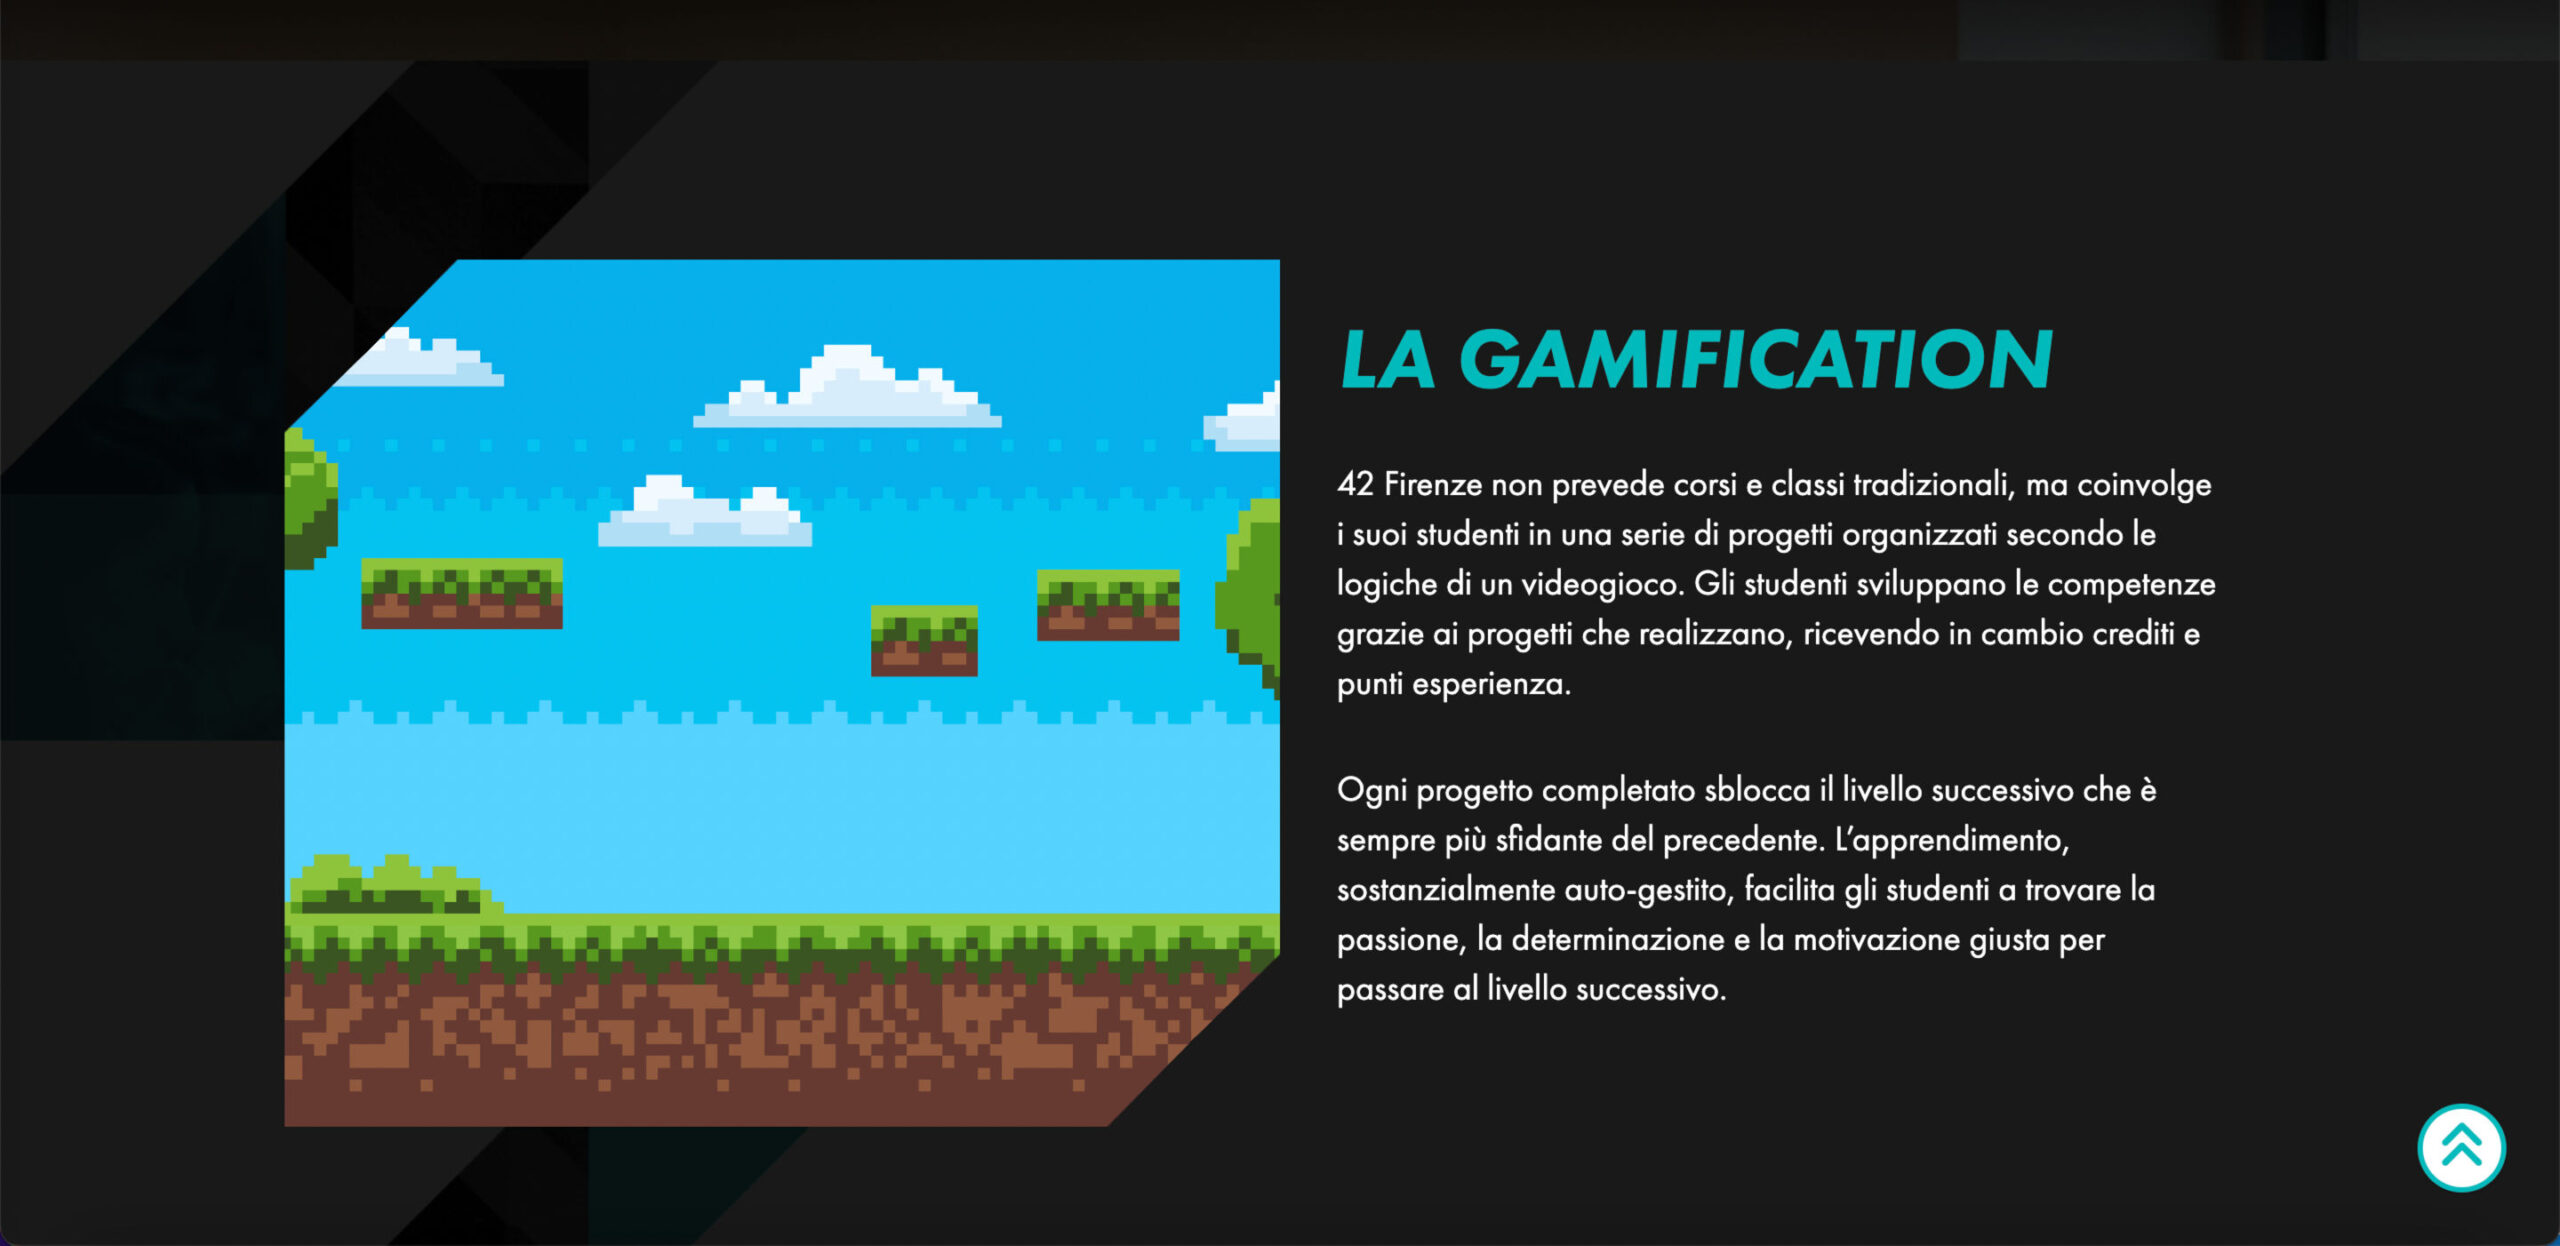 LA GAMIFICATION
42 Firenze non prevede corsi e classi tradizionali, ma coinvolge
i suoi studenti in una serie di progetti organizzati secondo le
logiche di un videogioco. Gli studenti sviluppano le competenze
grazie ai progetti che realizzano, ricevendo in cambio crediti e
punti esperienza.
Ogni progetto completato sblocca il livello successivo che è
sempre più sfidante del precedente. L’apprendimento,
sostanzialmente auto-gestito, facilita gli studenti a trovare la
passione, la determinazione e la motivazione giusta per
passare al livello successivo.